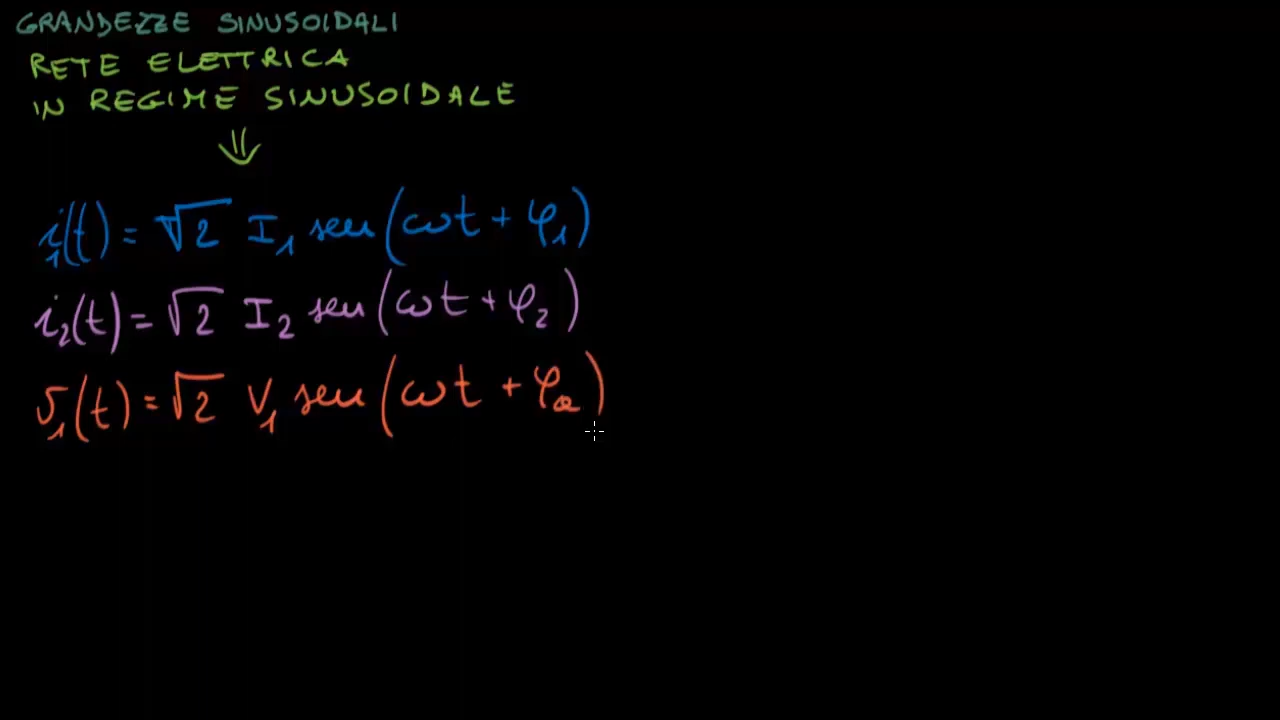 GRANDEZZE SINUSOIDALI
RETE ELETTRICA
IN REGIME SINUSOIDALE
⇓
i₁(t) = √2 I₁ sen(ωt + φ₁)
i₂(t) = √2 I₂ sen(ωt + φ₂)
v₁(t) = √2 V₁ sen(ωt + φₐ)